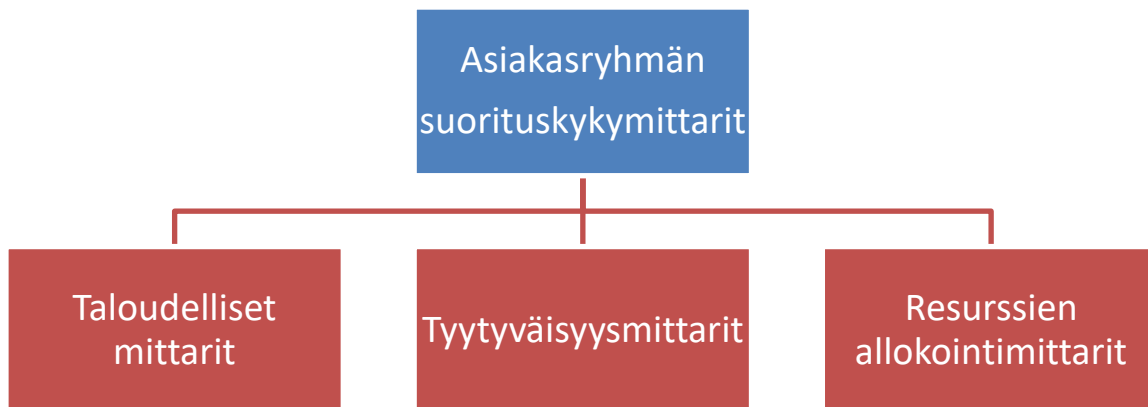 Asiakasryhmän
suorituskykymittarit
Taloudelliset
mittarit
Tyytyväisyysmittarit
Resurssien
allokointimittarit